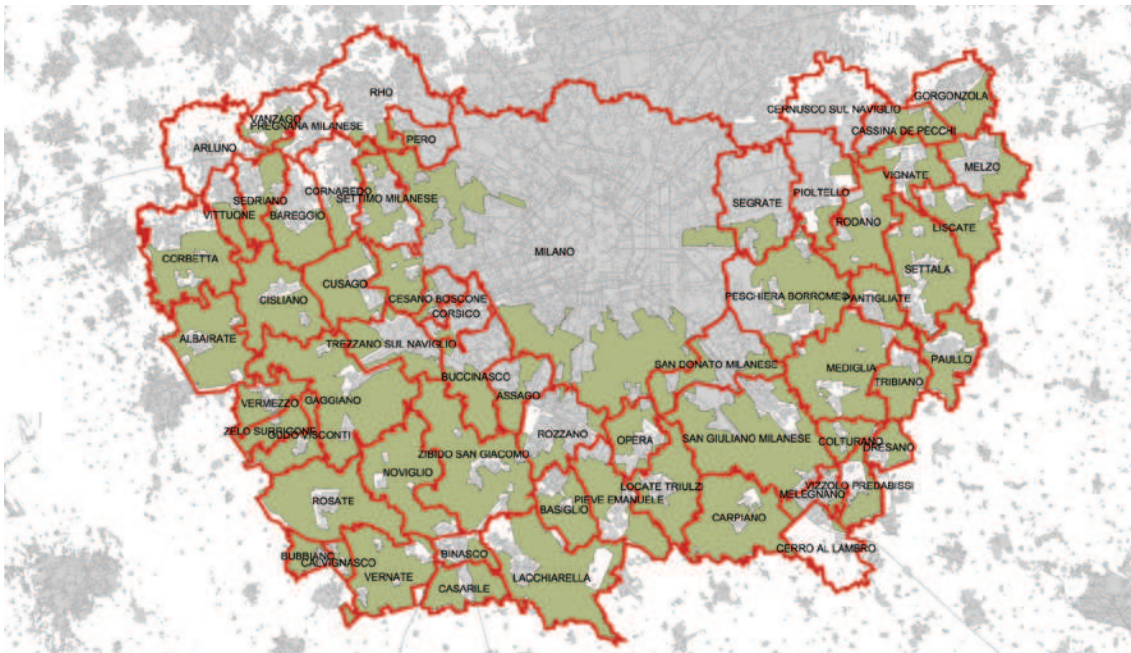 RHO
GORGONZOLA
CERNUSCO SUL NAVIGLIO
VANZAGO
PREGNANA MILANESE
CASSINA DE PECCHI
PERO
ARLUNO
MELZO
VIGNATE
CORNAREDO
PIOLTELLO
SEDRIANO
SETTIMO MILANESE
SEGRATE
VITTUONE
BAREGGIO
RODANO
LISCATE
MILANO
CORBETTA
SETTALA
CUSAGO
CISLIANO
CESANO BOSCONE
PESCHIERA BORROMEO
PANTIGLIATE
CORSICO
ALBAIRATE
TREZZANO SUL NAVIGLIO
PAULLO
SAN DONATO MILANESE
MEDIGLIA
BUCCINASCO
TRIBIANO
ASSAGO
GAGGIANO
VERMEZZO
ZELO SURRIGONE
GUDO VISCONTI
ROZZANO
OPERA
SAN GIULIANO MILANESE
COLTURANO
DRESANO
ZIBIDO SAN GIACOMO
NOVIGLIO
LOCATE TRIULZI
VIZZOLO PREDABISSI
MELEGNANO
ROSATE
PIEVE EMANUELE
BASIGLIO
CARPIANO
CERRO AL LAMBRO
BUBBIANO
BINASCO
CALVIGNASCO
VERNATE
LACCHIARELLA
CASARILE